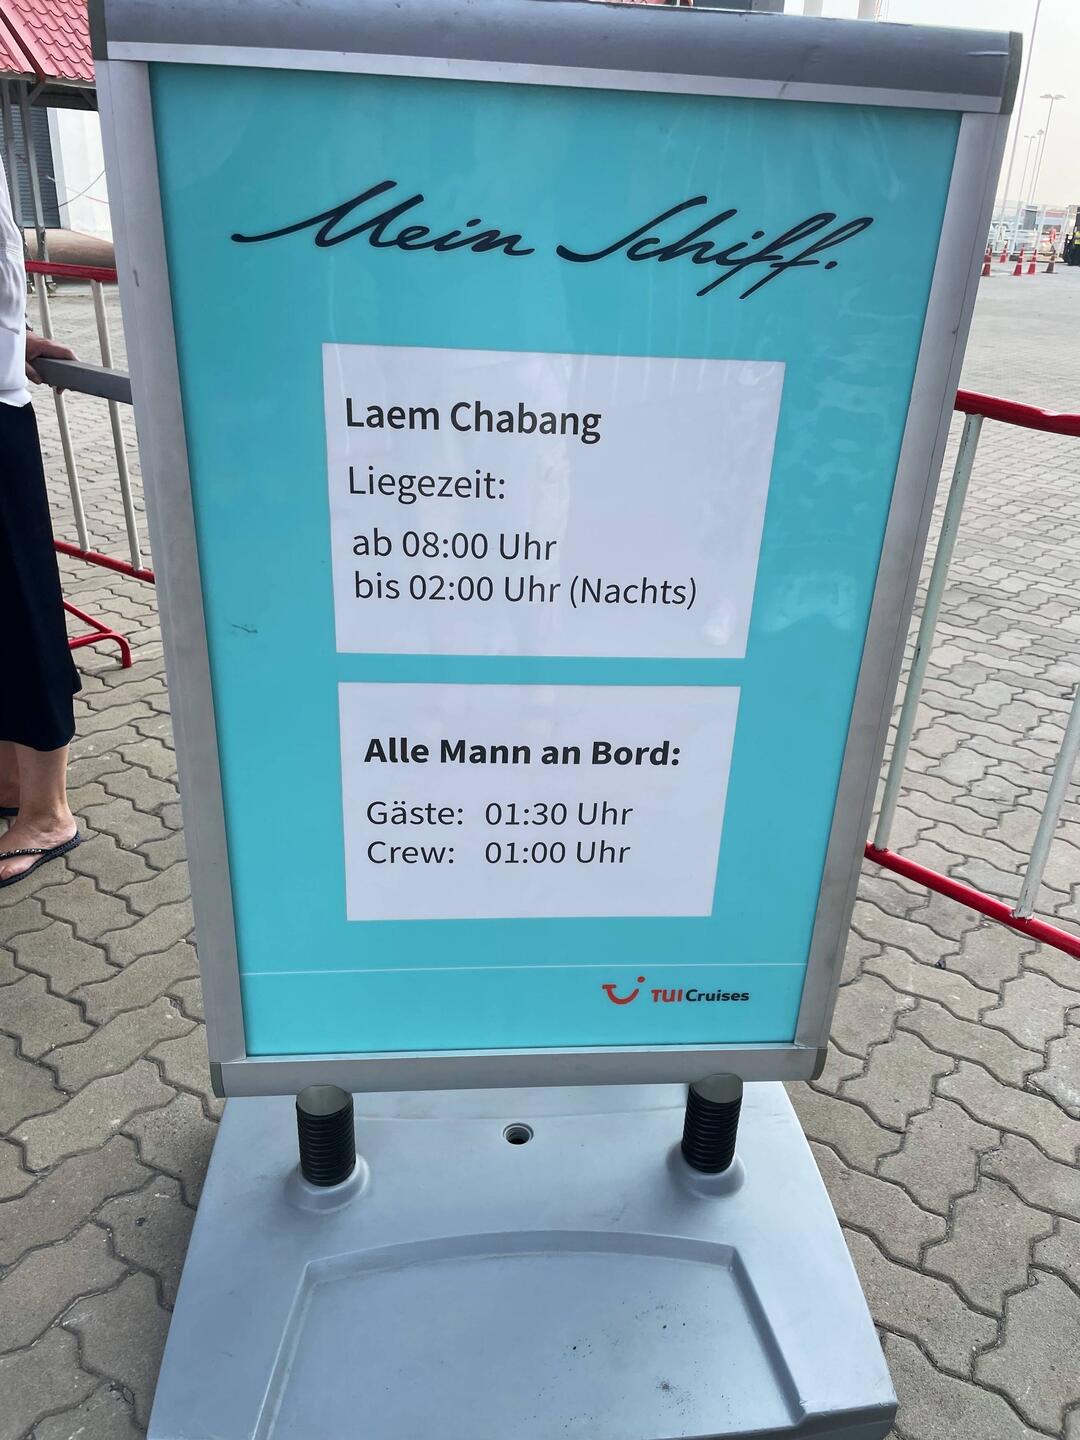 Mein Schiff.
Laem Chabang
Liegezeit:
ab 08:00 Uhr
bis 02:00 Uhr (Nachts)
Alle Mann an Bord:
Gäste: 01:30 Uhr
Crew: 01:00 Uhr
TUI Cruises